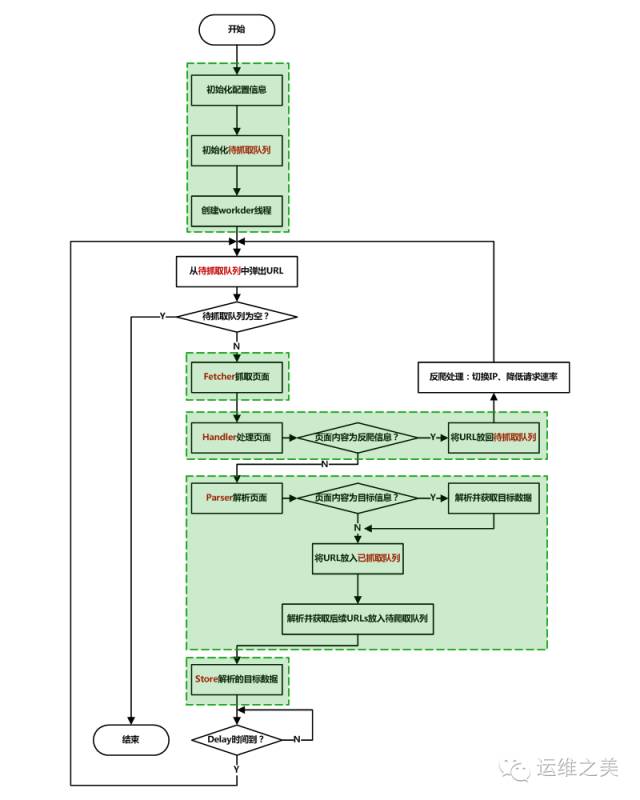 开始
初始化配置信息
初始化待抓取队列
创建workder线程
从待抓取队列中弹出URL
待抓取队列为空？
Y
N
Fetcher抓取页面
反爬处理：切换IP、降低请求速率
Handler处理页面
页面内容为反爬信息？
Y
将URL放回待抓取队列
N
Parser解析页面
页面内容为目标信息？
Y
解析并获取目标数据
N
将URL放入已抓取队列
解析并获取后续URLs放入待爬取队列
Store解析的目标数据
结束
Delay时间到？
N
Y
运维之美